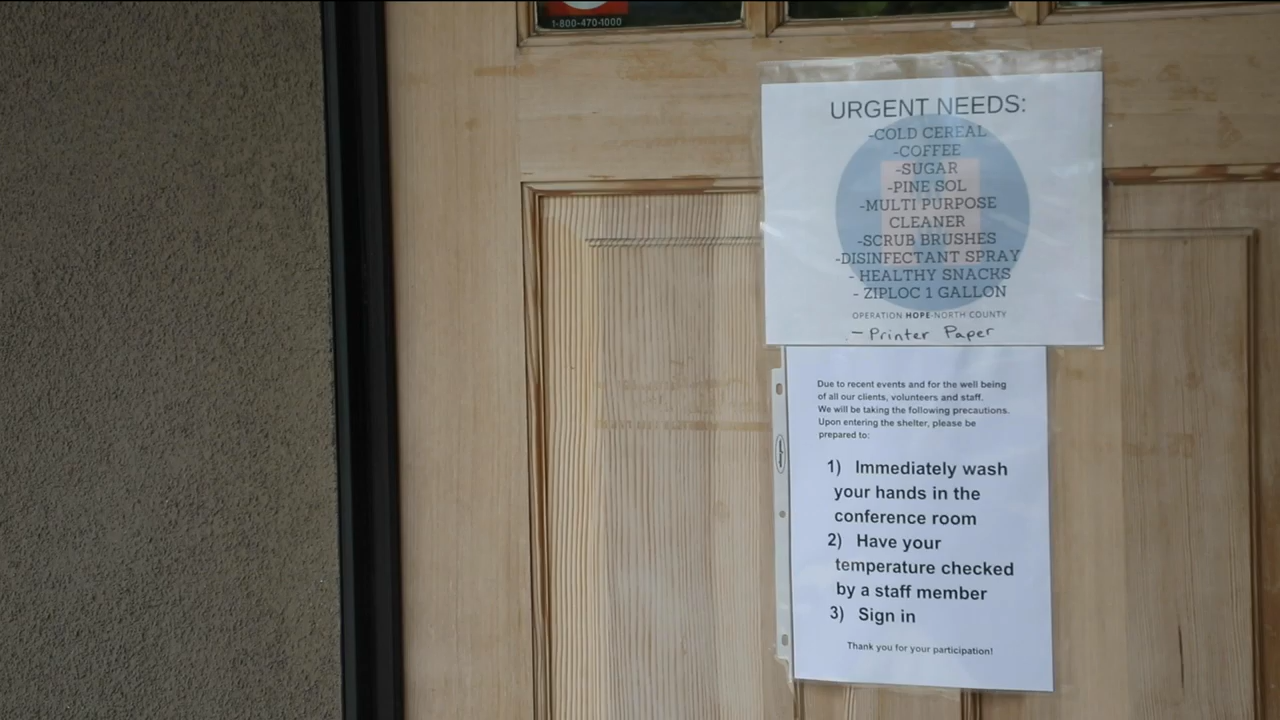 1-800-470-1000
URGENT NEEDS:
-COLD CEREAL
-COFFEE
-SUGAR
-PINE SOL
-MULTI PURPOSE
CLEANER
-SCRUB BRUSHES
-DISINFECTANT SPRAY
- HEALTHY SNACKS
- ZIPLOC 1 GALLON
OPERATION HOPE-NORTH COUNTY
- Printer Paper
Due to recent events and for the well being
of all our clients, volunteers and staff.
We will be taking the following precautions.
Upon entering the shelter, please be
prepared to:
1) Immediately wash
your hands in the
conference room
2) Have your
temperature checked
by a staff member
3) Sign in
Thank you for your participation!